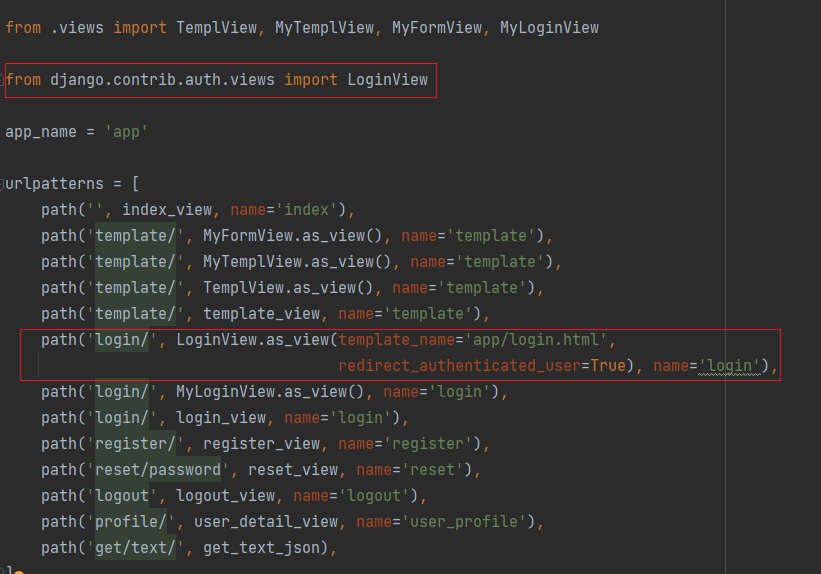 from .views import TemplView, MyTemplView, MyFormView, MyLoginView
from django.contrib.auth.views import LoginView
app_name = 'app'
urlpatterns = [
path('', index_view, name='index'),
path('template/', MyFormView.as_view(), name='template'),
path('template/', MyTemplView.as_view(), name='template'),
path('template/', TemplView.as_view(), name='template'),
path('template/', template_view, name='template'),
path('login/', LoginView.as_view(template_name='app/login.html',
redirect_authenticated_user=True), name='login'),
path('login/', MyLoginView.as_view(), name='login'),
path('login/', login_view, name='login'),
path('register/', register_view, name='register'),
path('reset/password', reset_view, name='reset'),
path('logout', logout_view, name='logout'),
path('profile/', user_detail_view, name='user_profile'),
path('get/text/', get_text_json),
]